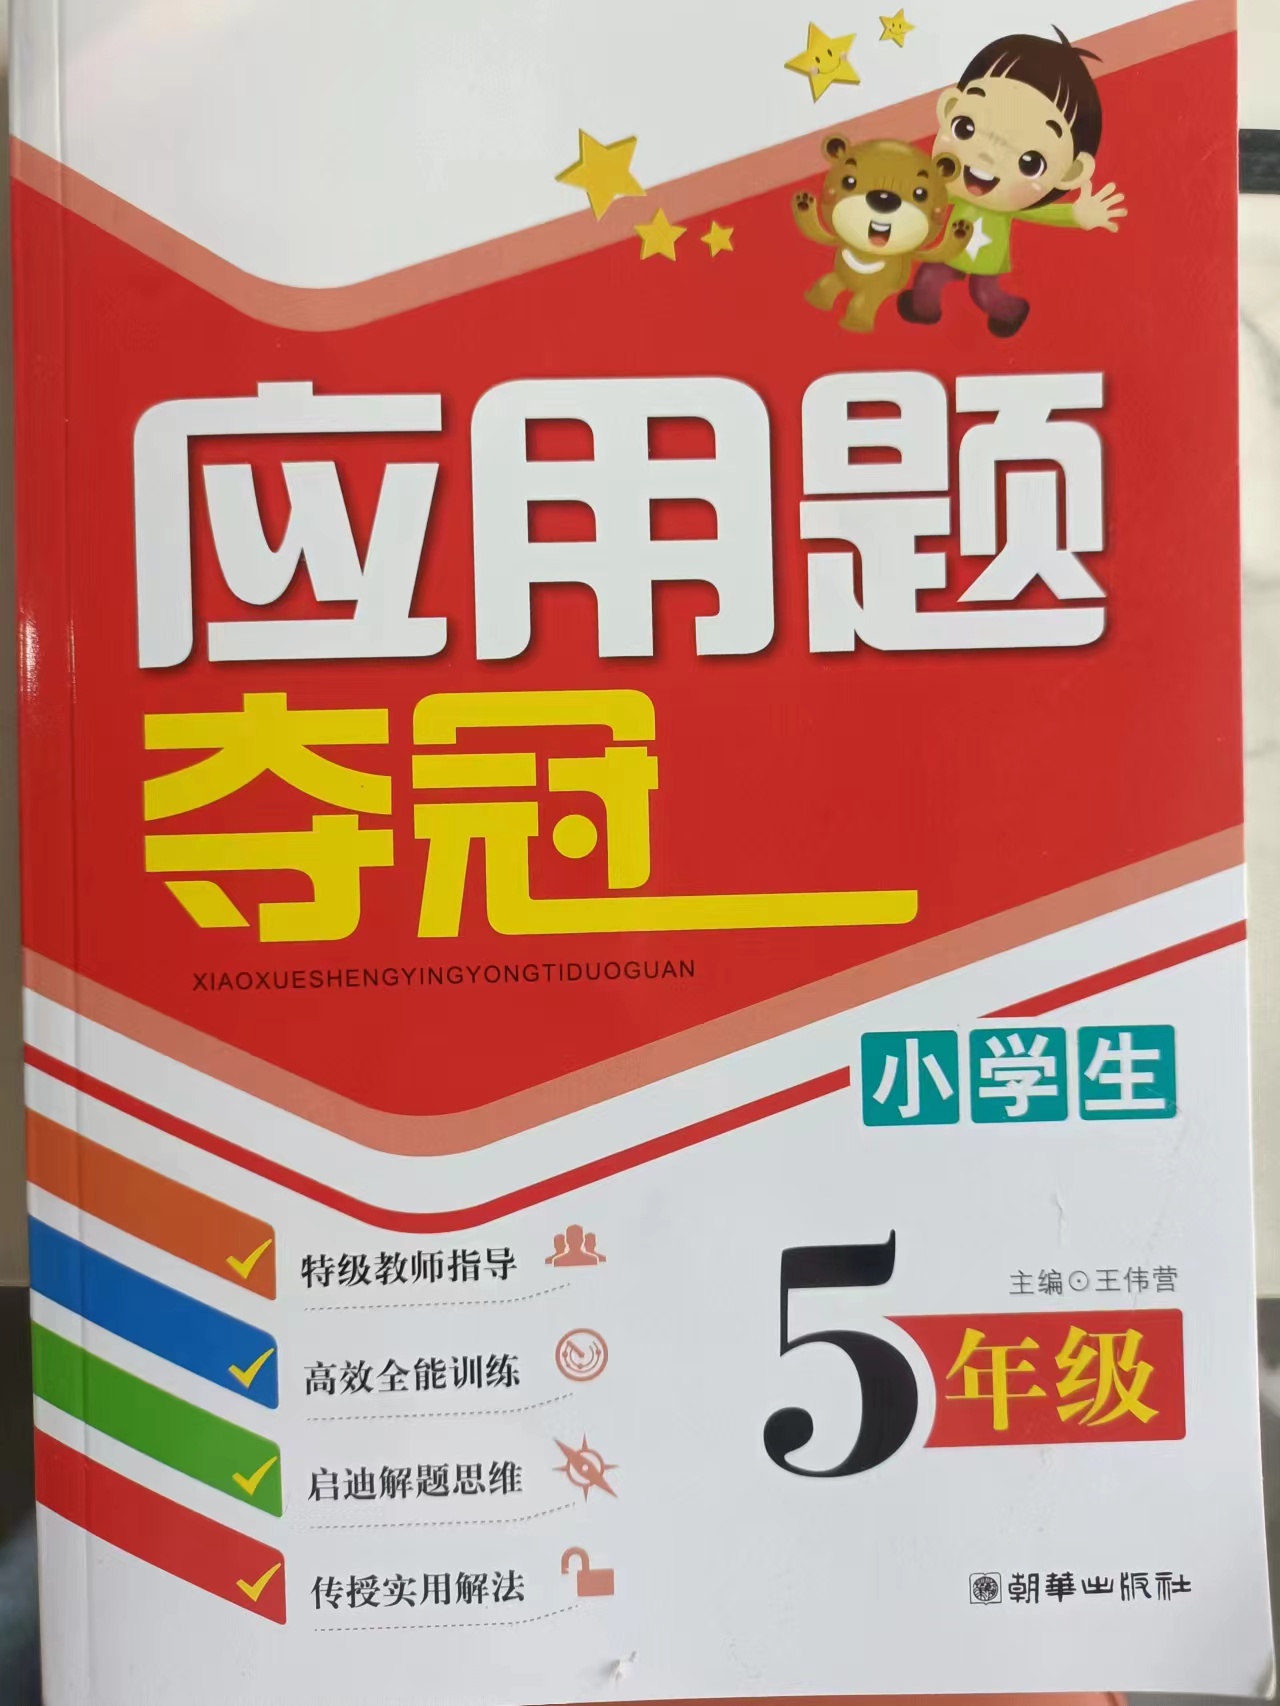 应用题
夺冠
XIAOXUESHENGYINGYONGTIDUOGUAN
小学生
特级教师指导
高效全能训练
启迪解题思维
传授实用解法
主编⊙王伟营
5年级
朝華出版社